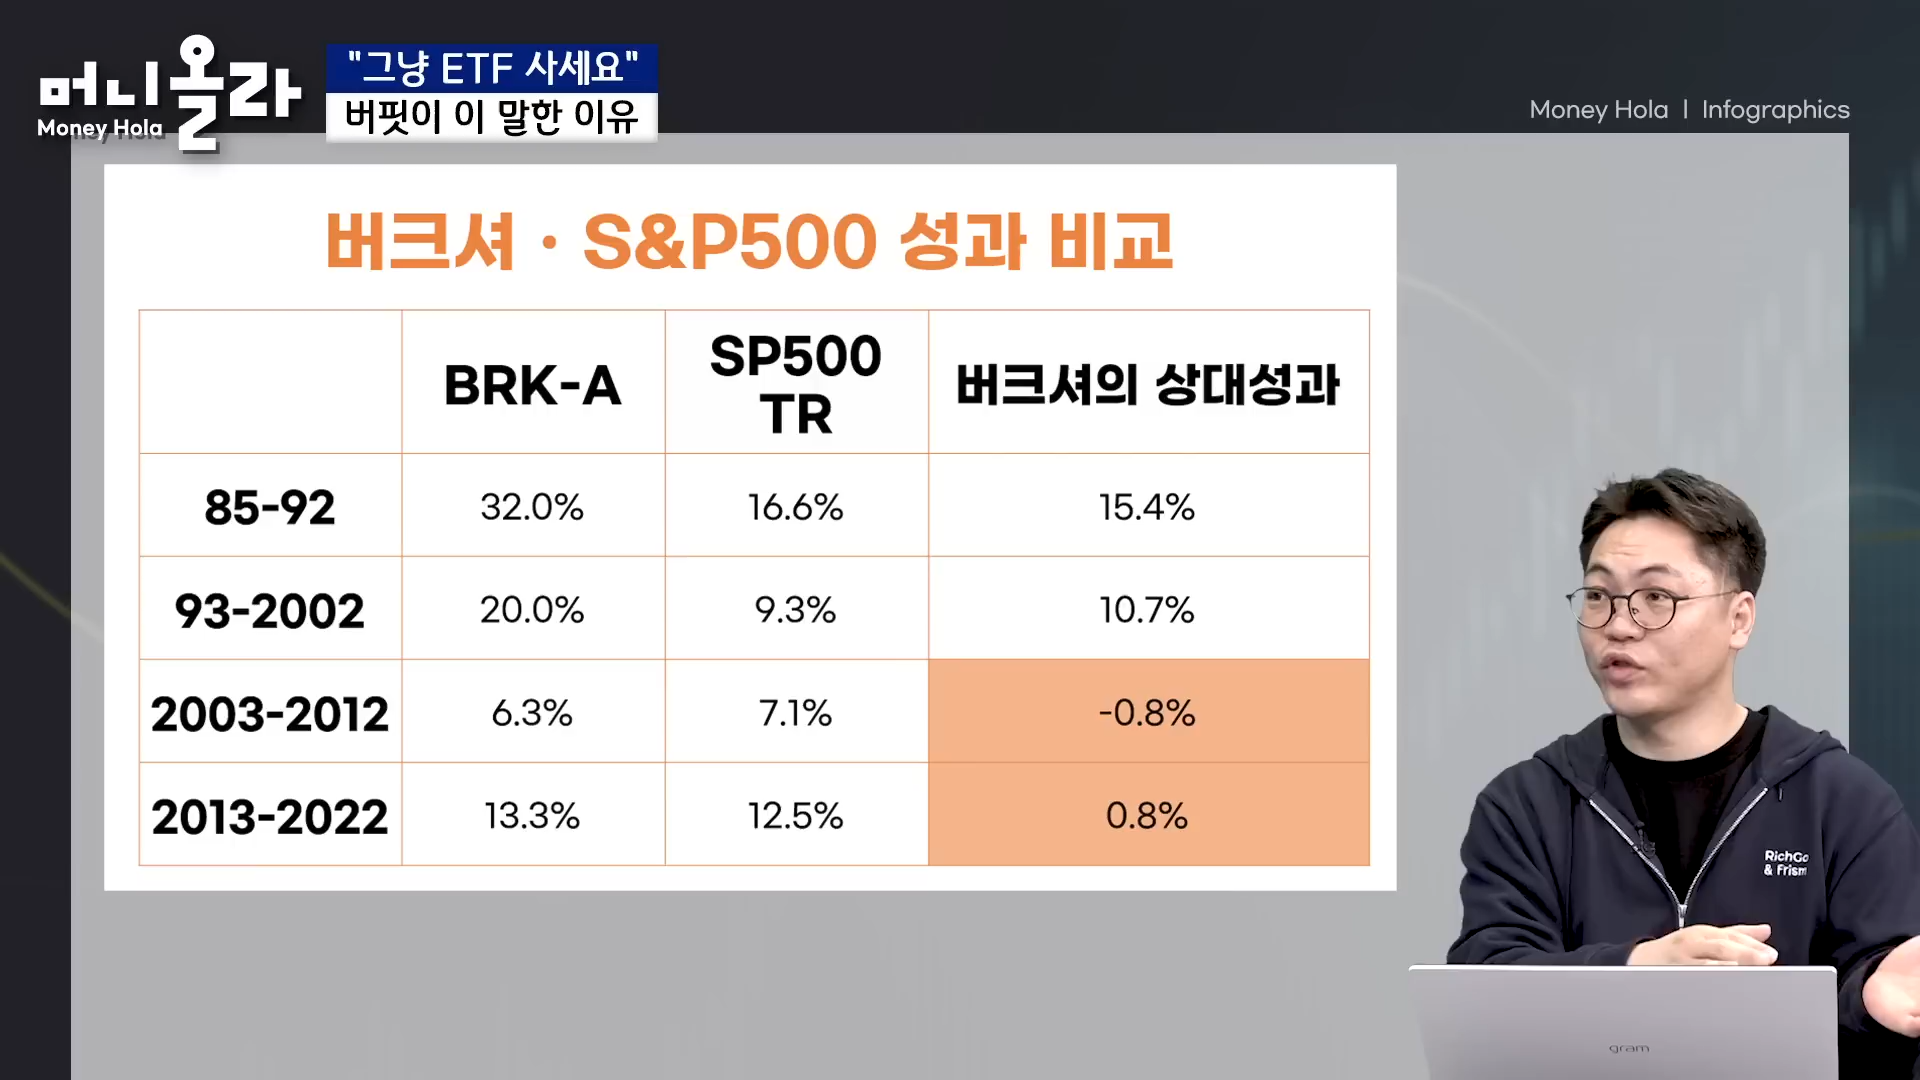 머니올라
Money Hola
"그냥 ETF 사세요"
버핏이 이 말한 이유
Money Hola | Infographics
버크셔 · S&P500 성과 비교
BRK-A SP500 TR 버크셔의 상대성과
85-92 32.0% 16.6% 15.4%
93-2002 20.0% 9.3% 10.7%
2003-2012 6.3% 7.1% -0.8%
2013-2022 13.3% 12.5% 0.8%
RichGo
& Frism
gram